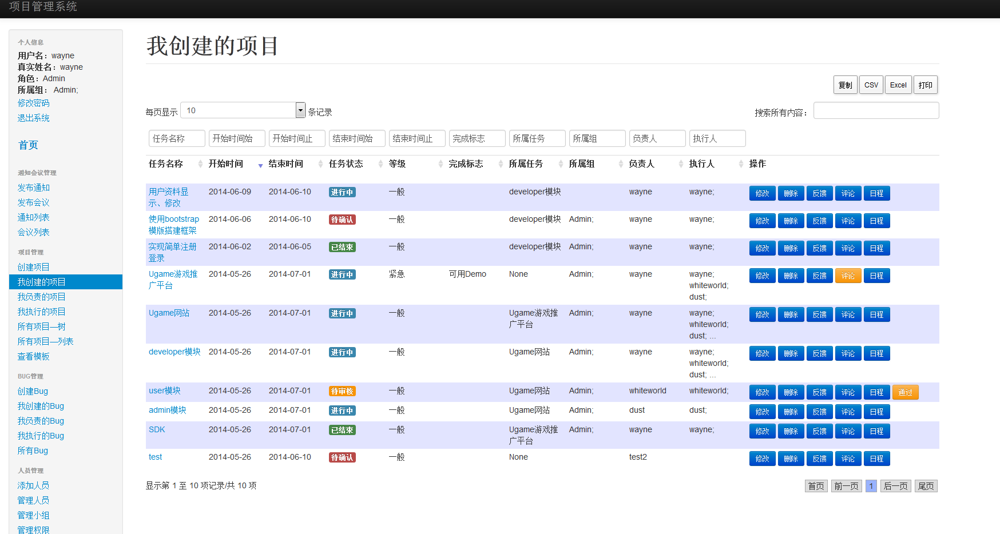 项目管理系统
个人信息
用户名：wayne
真实姓名：wayne
角色：Admin
所属组： Admin;
修改密码
退出系统
首页
通知会议管理
发布通知
发布会议
通知列表
会议列表
项目管理
创建项目
我创建的项目
我负责的项目
我执行的项目
所有项目—树
所有项目—列表
查看模板
BUG管理
创建Bug
我创建的Bug
我负责的Bug
我执行的Bug
所有Bug
人员管理
添加人员
管理人员
管理小组
管理权限
我创建的项目
复制 CSV Excel 打印
每页显示 10 条记录 搜索所有内容：
任务名称 开始时间始 开始时间止 结束时间始 结束时间止 完成标志 所属任务 所属组 负责人 执行人
任务名称 开始时间 结束时间 任务状态 等级 完成标志 所属任务 所属组 负责人 执行人 操作
用户资料显 2014-06-09 2014-06-10 进行中 一般 developer模块 wayne wayne; 修改 删除 反馈 评论 日程
示、修改
使用bootstrap 2014-06-06 2014-06-10 待确认 一般 developer模块 Admin; wayne wayne; 修改 删除 反馈 评论 日程
模版搭建框架
实现简单注册 2014-06-02 2014-06-05 已结束 一般 developer模块 Admin; wayne wayne; 修改 删除 反馈 评论 日程
登录
Ugame游戏推 2014-05-26 2014-07-01 进行中 紧急 可用Demo None Admin; wayne wayne; 修改 删除 反馈 评论 日程
广平台 whiteworld;
dust;
Ugame网站 2014-05-26 2014-07-01 进行中 一般 Ugame游戏推 Admin; wayne wayne; 修改 删除 反馈 评论 日程
广平台 whiteworld;
dust; ...
developer模块 2014-05-26 2014-07-01 进行中 一般 Ugame网站 Admin; wayne wayne; 修改 删除 反馈 评论 日程
whiteworld;
dust; ...
user模块 2014-05-26 2014-07-01 待审核 一般 Ugame网站 Admin; whiteworld whiteworld; 修改 删除 反馈 评论 日程 通过
admin模块 2014-05-26 2014-07-01 进行中 一般 Ugame网站 Admin; dust dust; 修改 删除 反馈 评论 日程
SDK 2014-05-26 2014-07-01 已结束 一般 Ugame游戏推 Admin; wayne wayne; 修改 删除 反馈 评论 日程
广平台
test 2014-05-26 2014-06-10 待确认 一般 None test2 修改 删除 反馈 评论 日程
显示第 1 至 10 项记录/共 10 项 首页 前一页 1 后一页 尾页